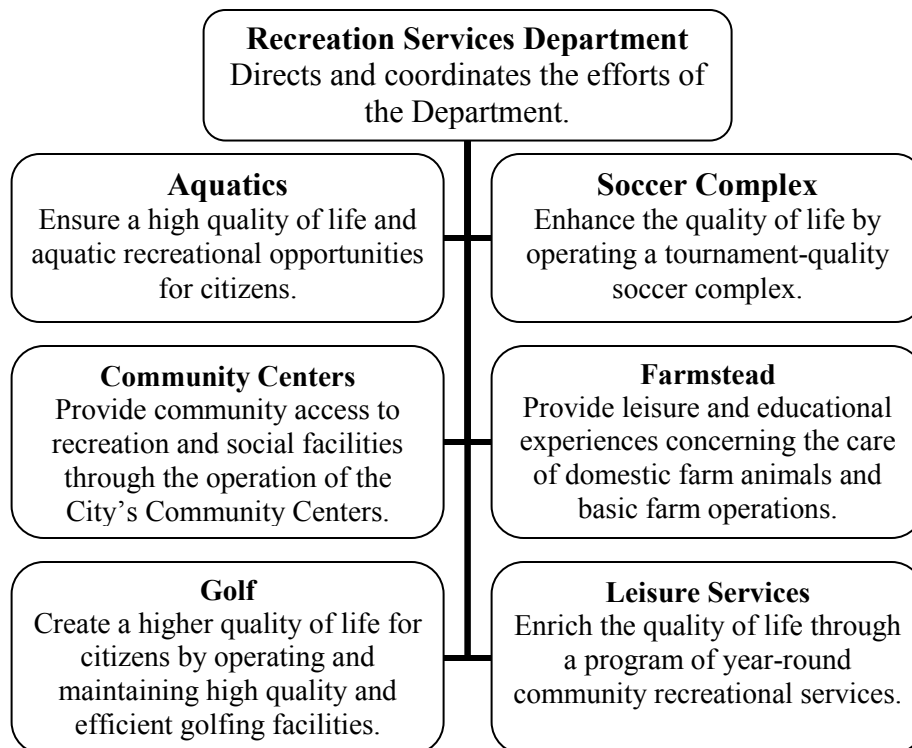 Recreation Services Department
Directs and coordinates the efforts of
the Department.
Aquatics
Ensure a high quality of life and
aquatic recreational opportunities
for citizens.
Soccer Complex
Enhance the quality of life by
operating a tournament-quality
soccer complex.
Community Centers
Provide community access to
recreation and social facilities
through the operation of the
City's Community Centers.
Farmstead
Provide leisure and educational
experiences concerning the care
of domestic farm animals and
basic farm operations.
Golf
Create a higher quality of life for
citizens by operating and
maintaining high quality and
efficient golfing facilities.
Leisure Services
Enrich the quality of life through
a program of year-round
community recreational services.